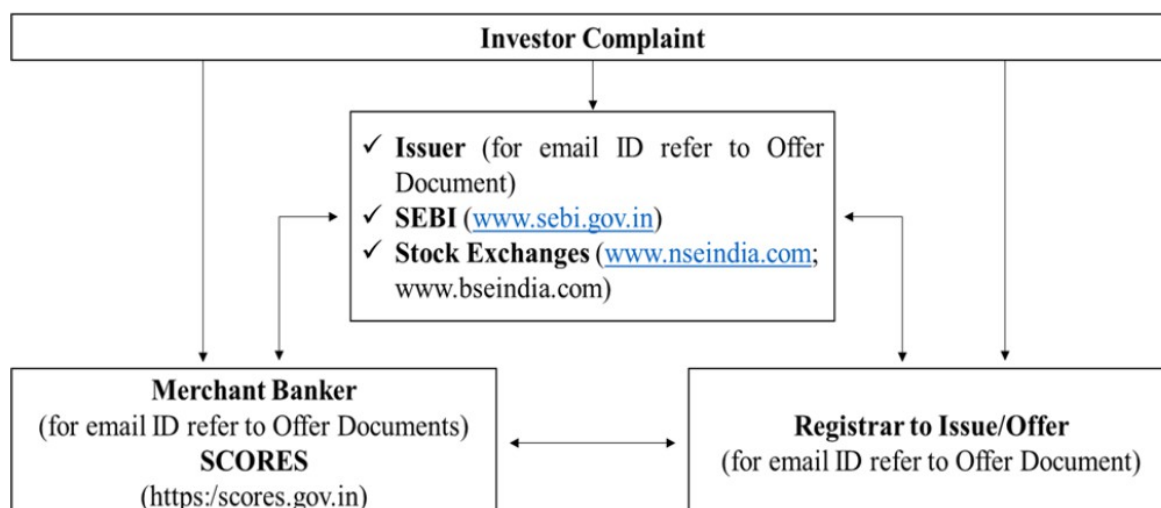 Investor Complaint
✓ Issuer (for email ID refer to Offer
Document)
✓ SEBI (www.sebi.gov.in)
✓ Stock Exchanges (www.nseindia.com;
www.bseindia.com)
Merchant Banker
(for email ID refer to Offer Documents)
SCORES
(https:/scores.gov.in)
Registrar to Issue/Offer
(for email ID refer to Offer Document)